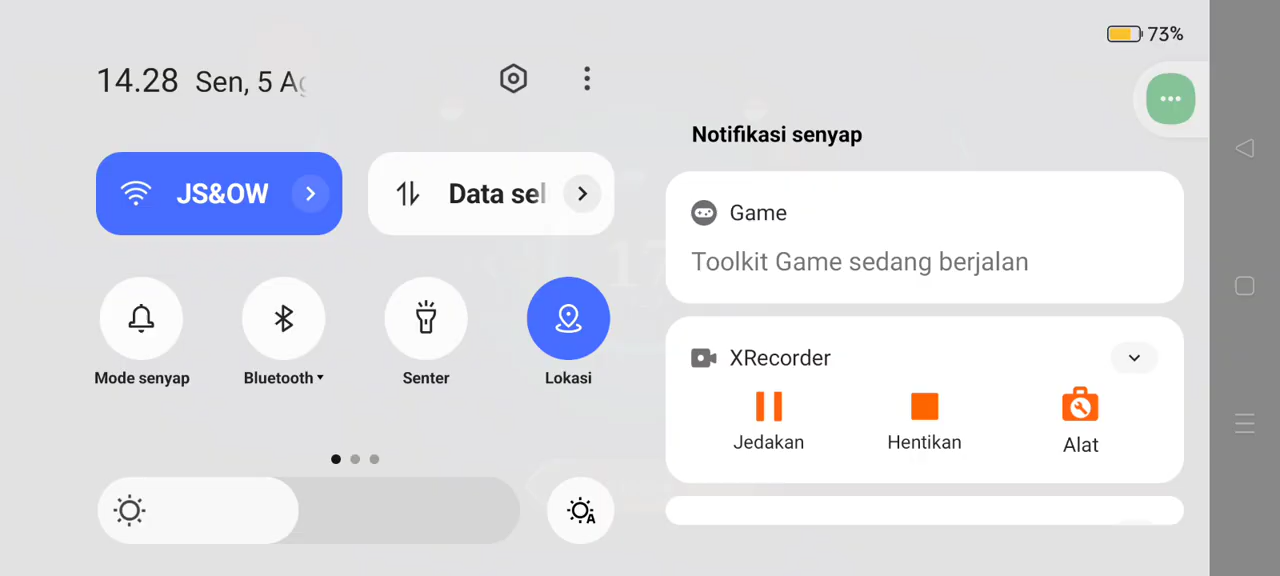 73%
14.28 Sen, 5 Ag
Notifikasi senyap
JS&OW
Data sel
Game
Toolkit Game sedang berjalan
Mode senyap
Bluetooth
Senter
Lokasi
XRecorder
Jedakan
Hentikan
Alat
A